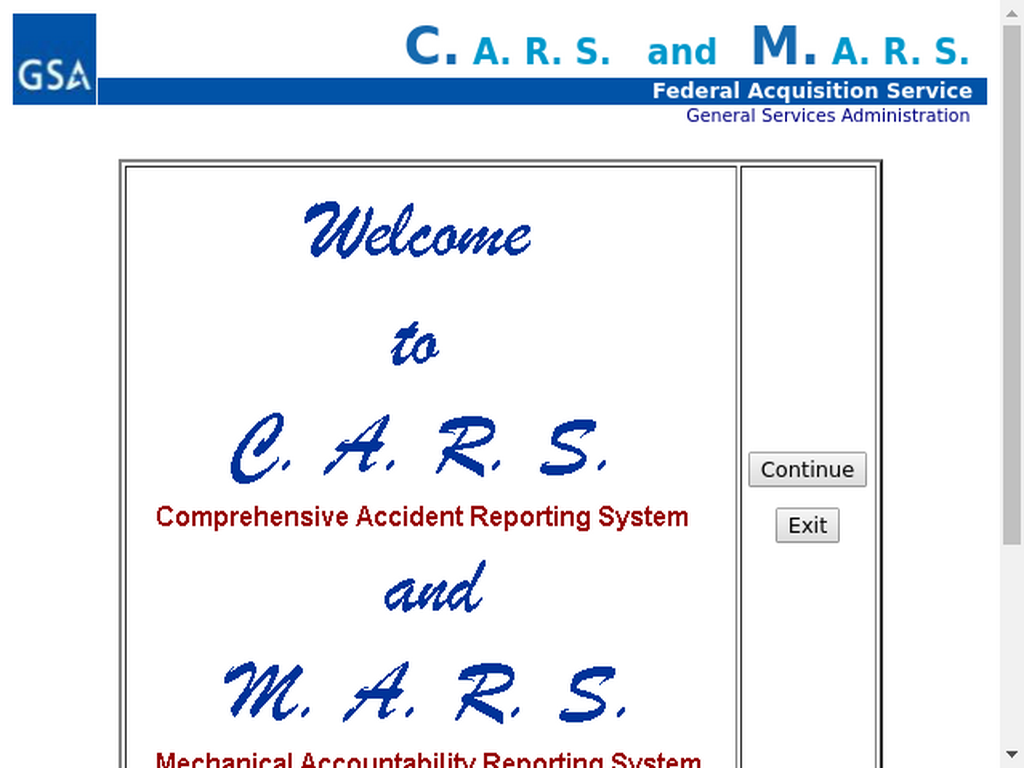 GSA
C. A. R. S. and M. A. R. S.
Federal Acquisition Service
General Services Administration
Welcome
to
C. A. R. S.
Comprehensive Accident Reporting System
and
M. A. R. S.
Mechanical Accountability Reporting System
Continue
Exit